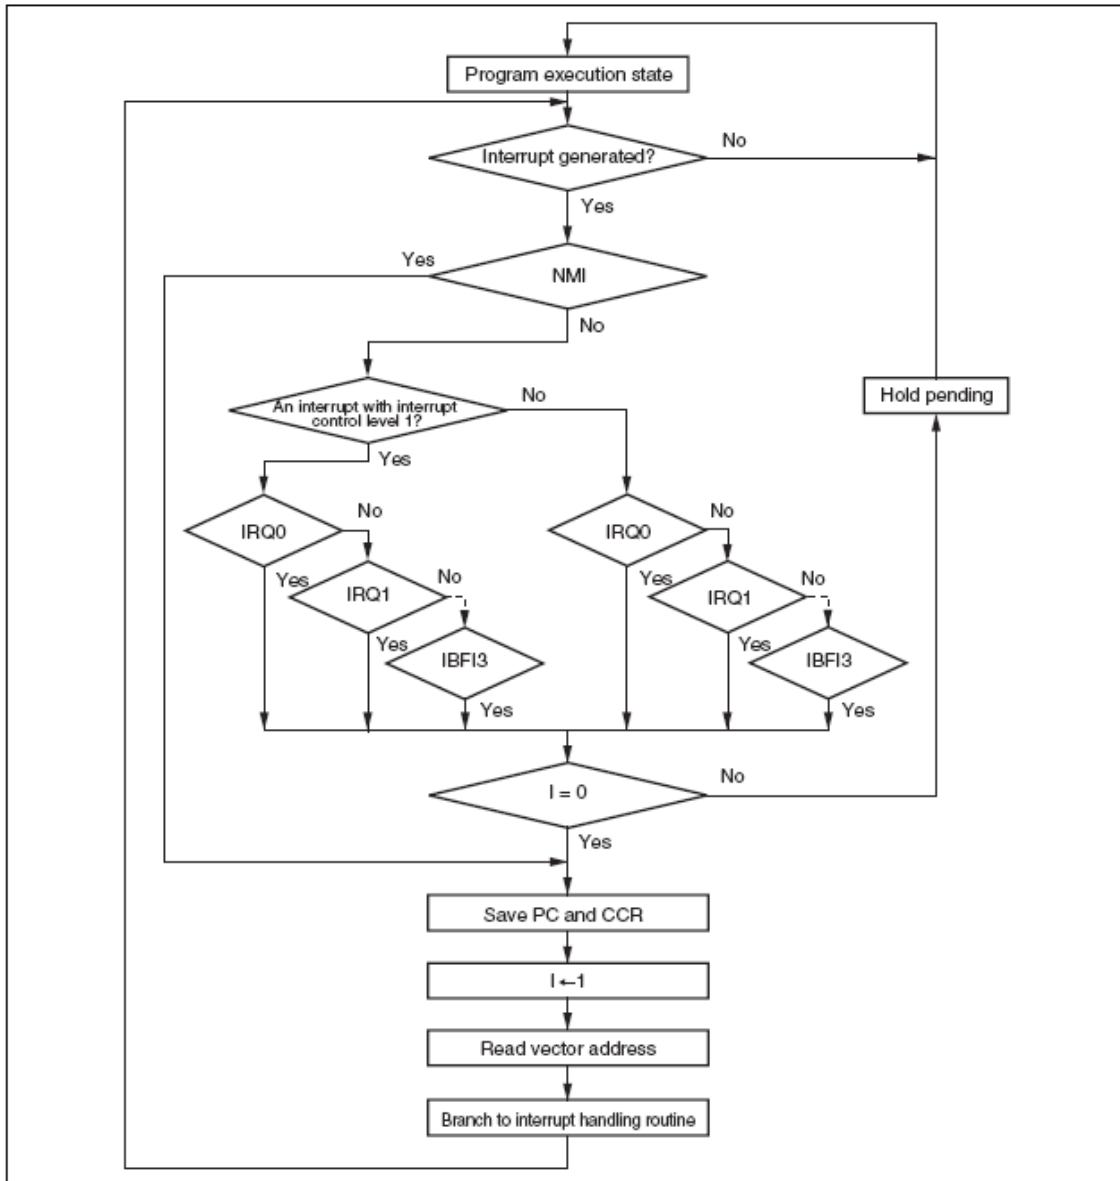 Program execution state
Interrupt generated?
No
Yes
Yes
NMI
No
An interrupt with interrupt
control level 1?
No
Hold pending
Yes
IRQ0
No
IRQ0
No
Yes
IRQ1
No
Yes
IRQ1
No
Yes
IBFI3
Yes
IBFI3
Yes
Yes
I = 0
No
Yes
Save PC and CCR
I ←1
Read vector address
Branch to interrupt handling routine